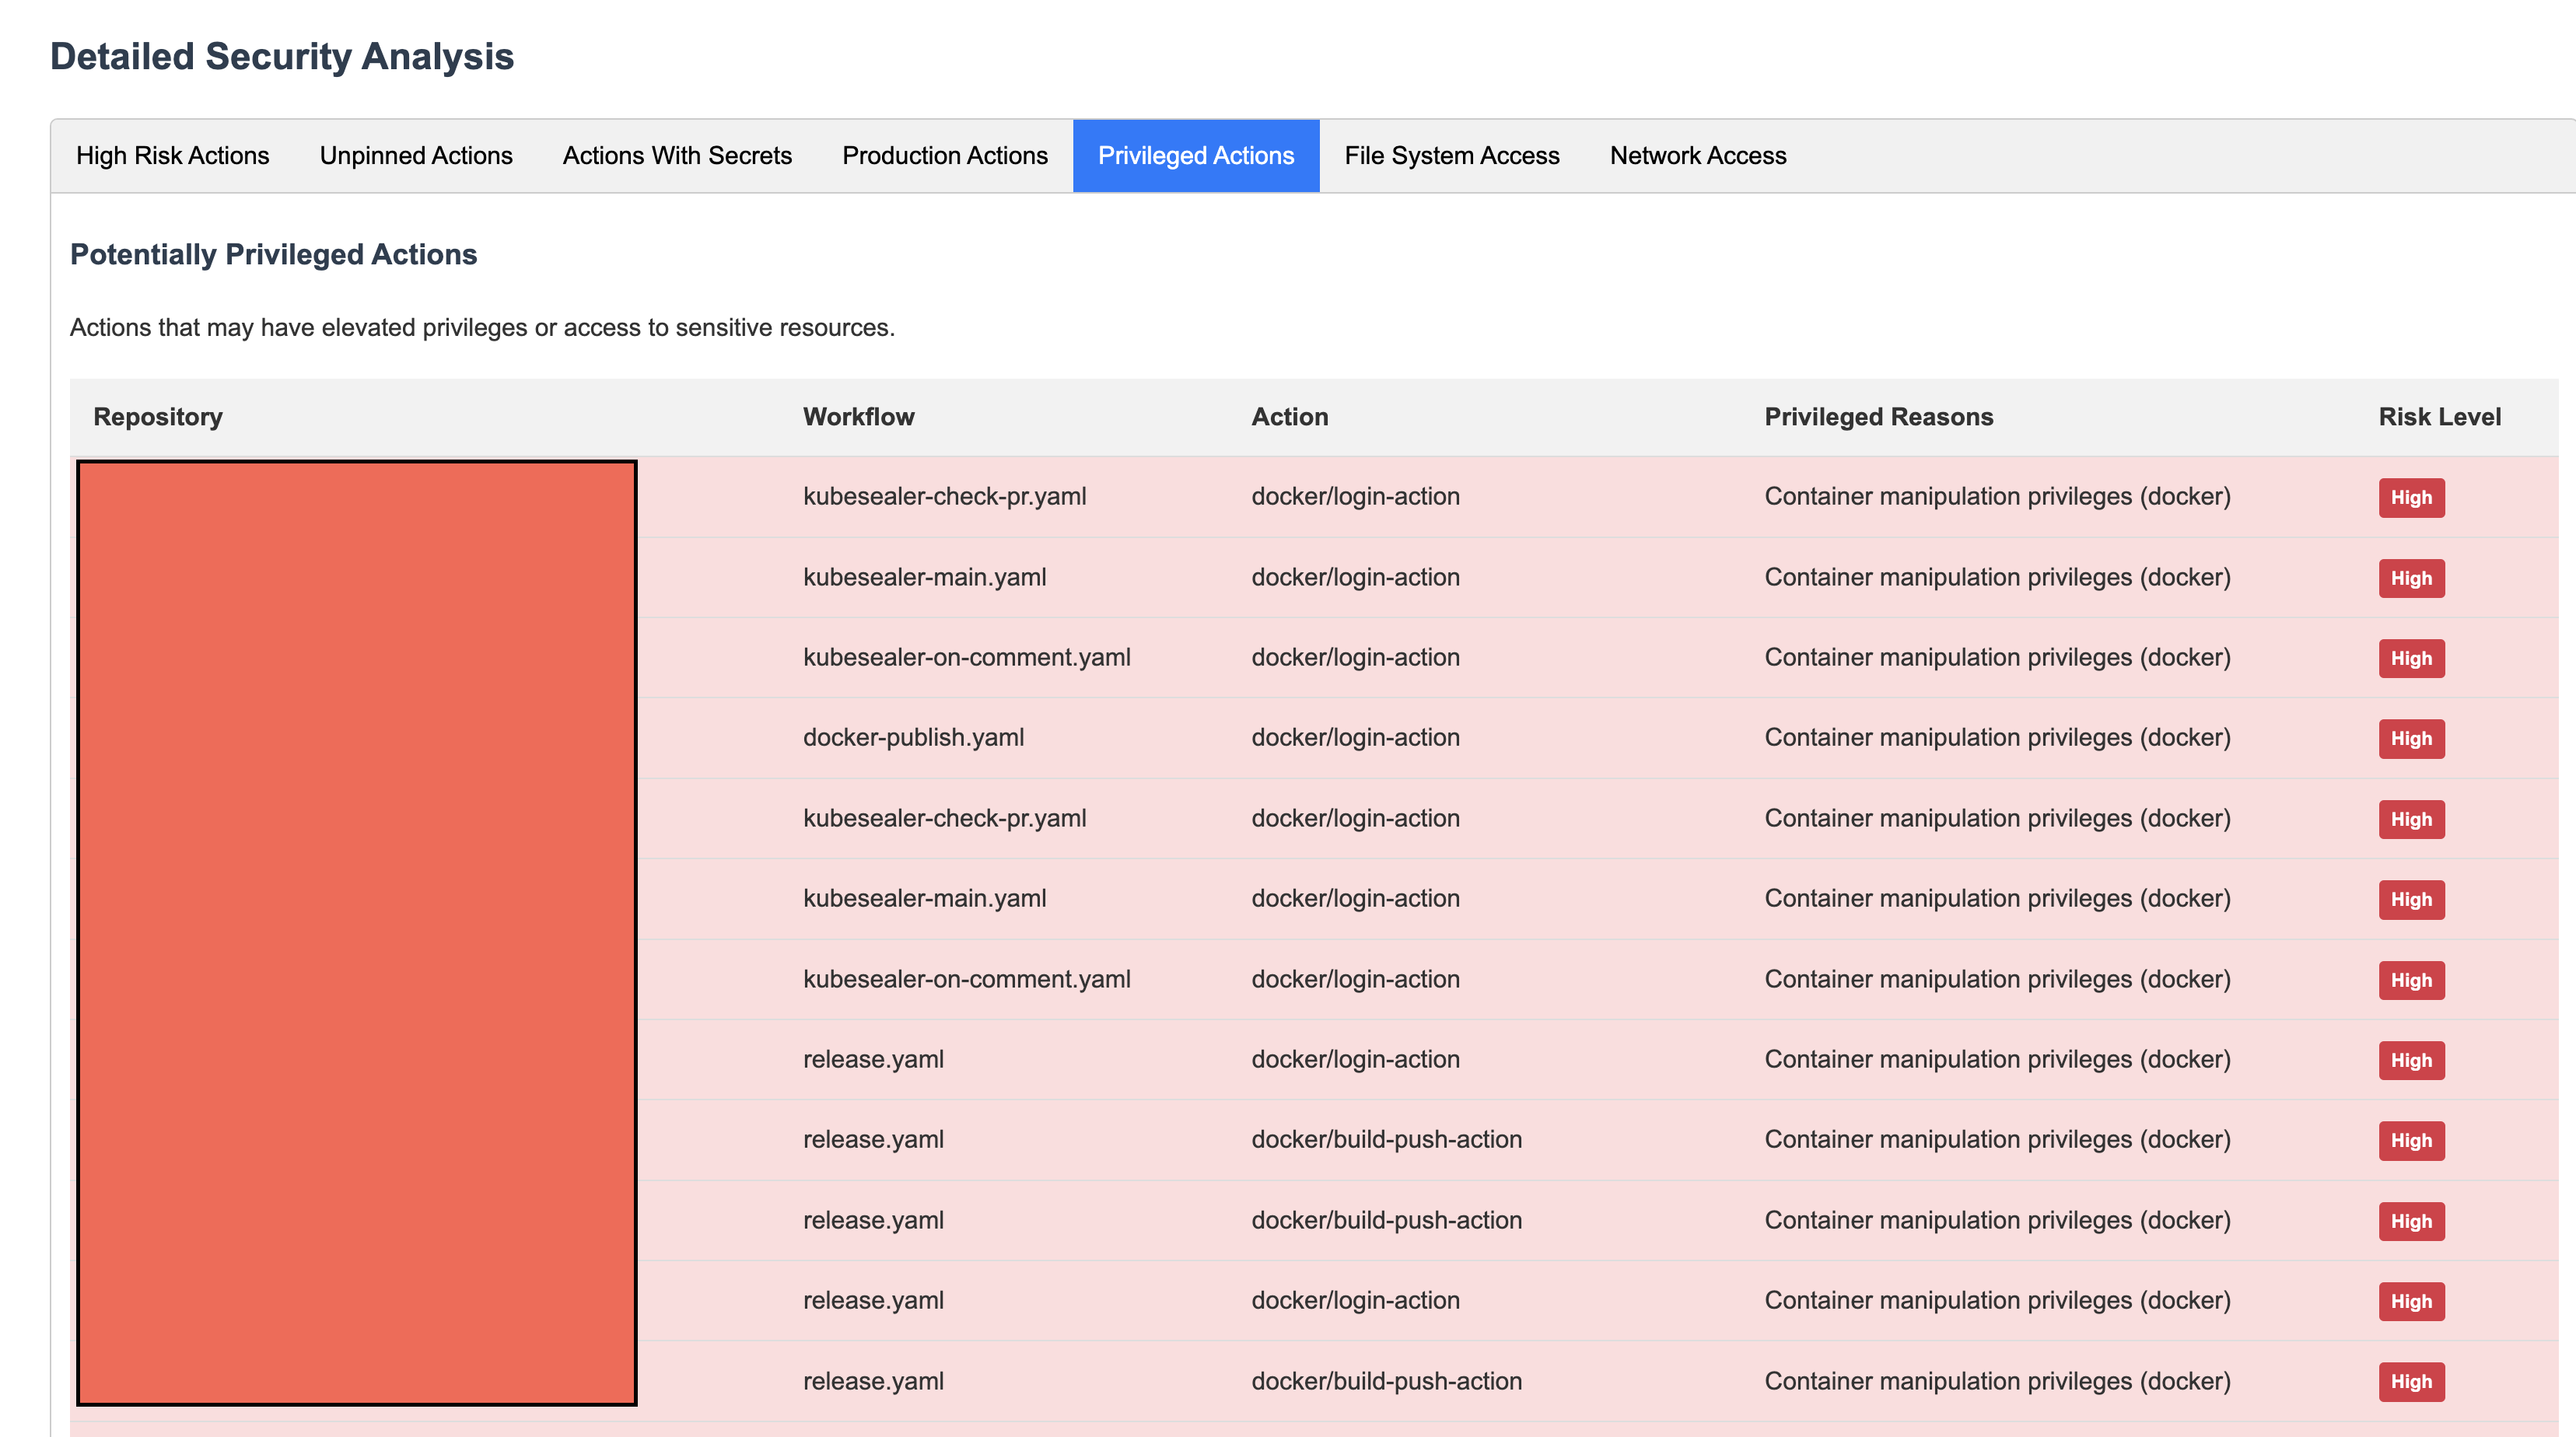 Detailed Security Analysis
High Risk Actions Unpinned Actions Actions With Secrets Production Actions Privileged Actions File System Access Network Access
Potentially Privileged Actions
Actions that may have elevated privileges or access to sensitive resources.
Repository Workflow Action Privileged Reasons Risk Level
kubesealer-check-pr.yaml docker/login-action Container manipulation privileges (docker) High
kubesealer-main.yaml docker/login-action Container manipulation privileges (docker) High
kubesealer-on-comment.yaml docker/login-action Container manipulation privileges (docker) High
docker-publish.yaml docker/login-action Container manipulation privileges (docker) High
kubesealer-check-pr.yaml docker/login-action Container manipulation privileges (docker) High
kubesealer-main.yaml docker/login-action Container manipulation privileges (docker) High
kubesealer-on-comment.yaml docker/login-action Container manipulation privileges (docker) High
release.yaml docker/login-action Container manipulation privileges (docker) High
release.yaml docker/build-push-action Container manipulation privileges (docker) High
release.yaml docker/build-push-action Container manipulation privileges (docker) High
release.yaml docker/login-action Container manipulation privileges (docker) High
release.yaml docker/build-push-action Container manipulation privileges (docker) High